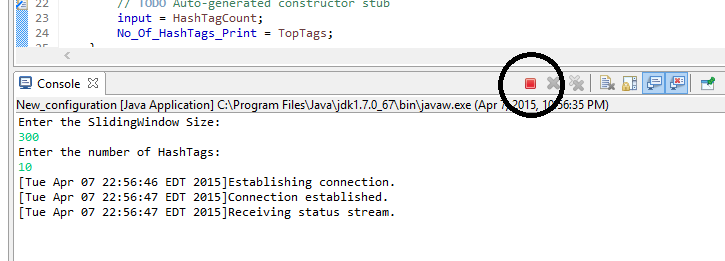 22 // TODO Auto-generated constructor stub
23 input = HashTagCount;
24 No_Of_HashTags_Print = TopTags;
25 }
Console
New_configuration [Java Application] C:\Program Files\Java\jdk1.7.0_67\bin\javaw.exe (Apr 7, 2015, 10:56:35 PM)
Enter the SlidingWindow Size:
300
Enter the number of HashTags:
10
[Tue Apr 07 22:56:46 EDT 2015]Establishing connection.
[Tue Apr 07 22:56:47 EDT 2015]Connection established.
[Tue Apr 07 22:56:47 EDT 2015]Receiving status stream.